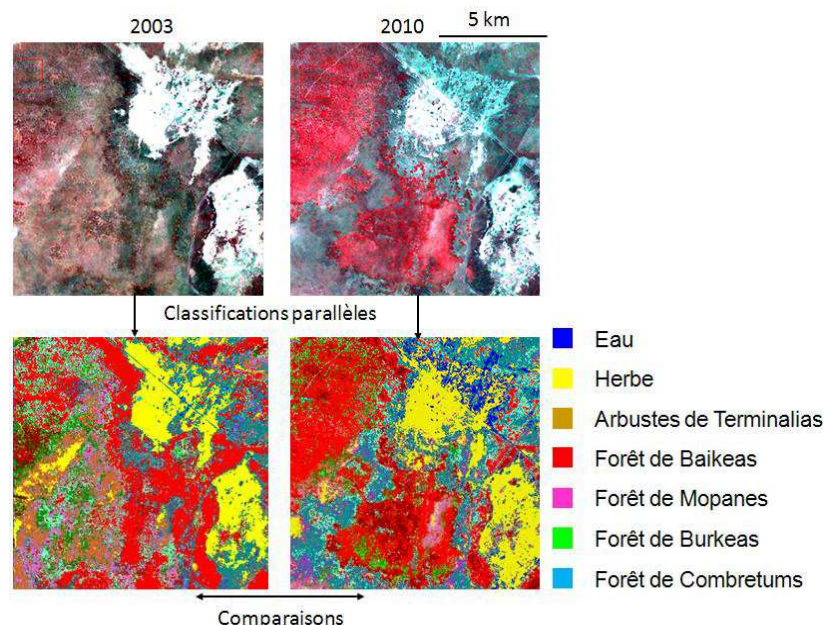 2003
2010
5 km
Classifications parallèles
Eau
Herbe
Arbustes de Terminalias
Forêt de Baikeas
Forêt de Mopanes
Forêt de Burkeas
Forêt de Combretums
Comparaisons